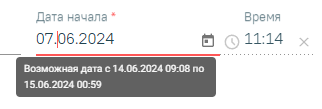 Дата начала * Время
07.06.2024 11:14
Возможная дата с 14.06.2024 09:08 по
15.06.2024 00:59